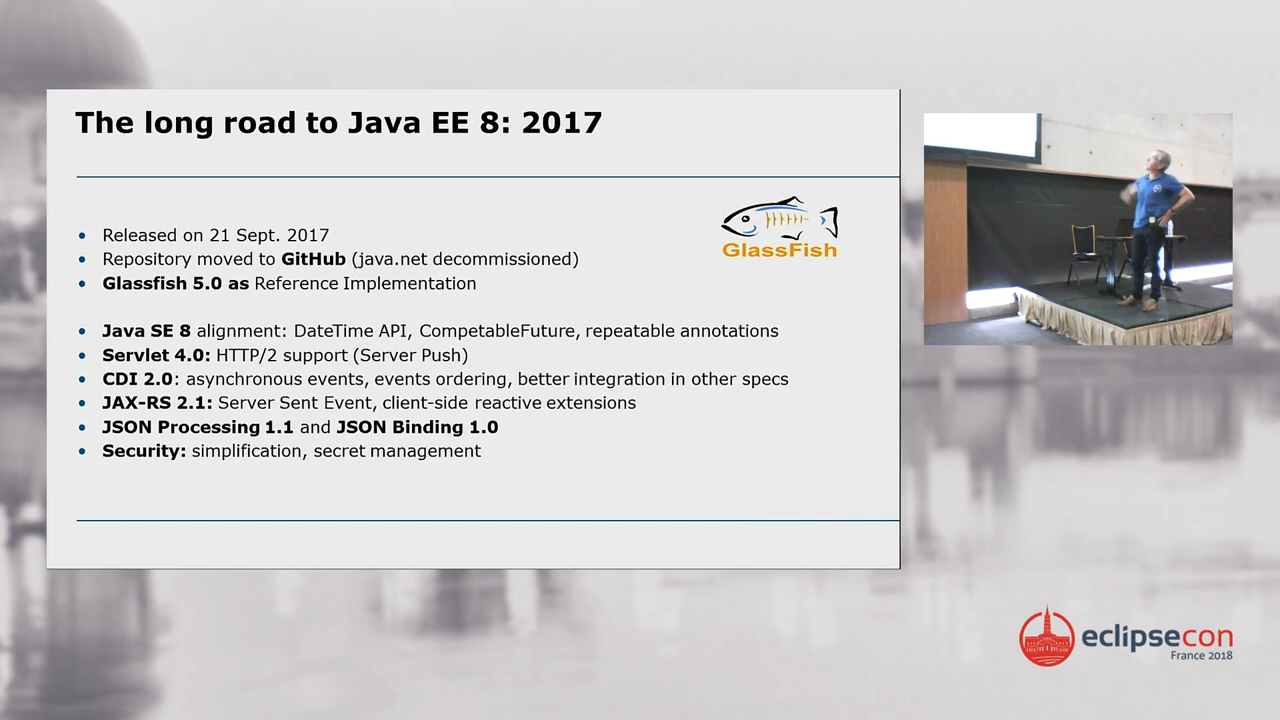 The long road to Java EE 8: 2017
GlassFish
Released on 21 Sept. 2017
Repository moved to GitHub (java.net decommissioned)
Glassfish 5.0 as Reference Implementation
Java SE 8 alignment: DateTime API, CompetableFuture, repeatable annotations
Servlet 4.0: HTTP/2 support (Server Push)
CDI 2.0: asynchronous events, events ordering, better integration in other specs
JAX-RS 2.1: Server Sent Event, client-side reactive extensions
JSON Processing 1.1 and JSON Binding 1.0
Security: simplification, secret management
eclipsecon
France 2018